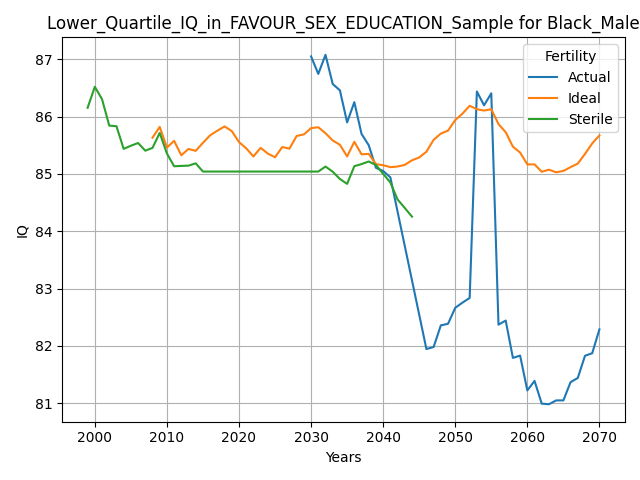 Lower_Quartile_IQ_in_FAVOUR_SEX_EDUCATION_Sample for Black_Male
Fertility
Actual
Ideal
Sterile
87
86
85
84
83
82
81
IQ
2000
2010
2020
2030
2040
2050
2060
2070
Years